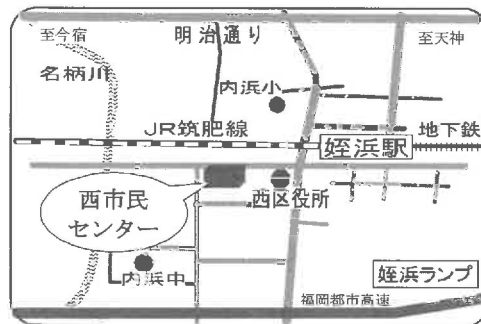 至今宿
明治通り
至天神
名柄川
内浜小
JR筑肥線
地下鉄
姪浜駅
西市民
センター
西区役所
内浜中
姪浜ランプ
福岡都市高速